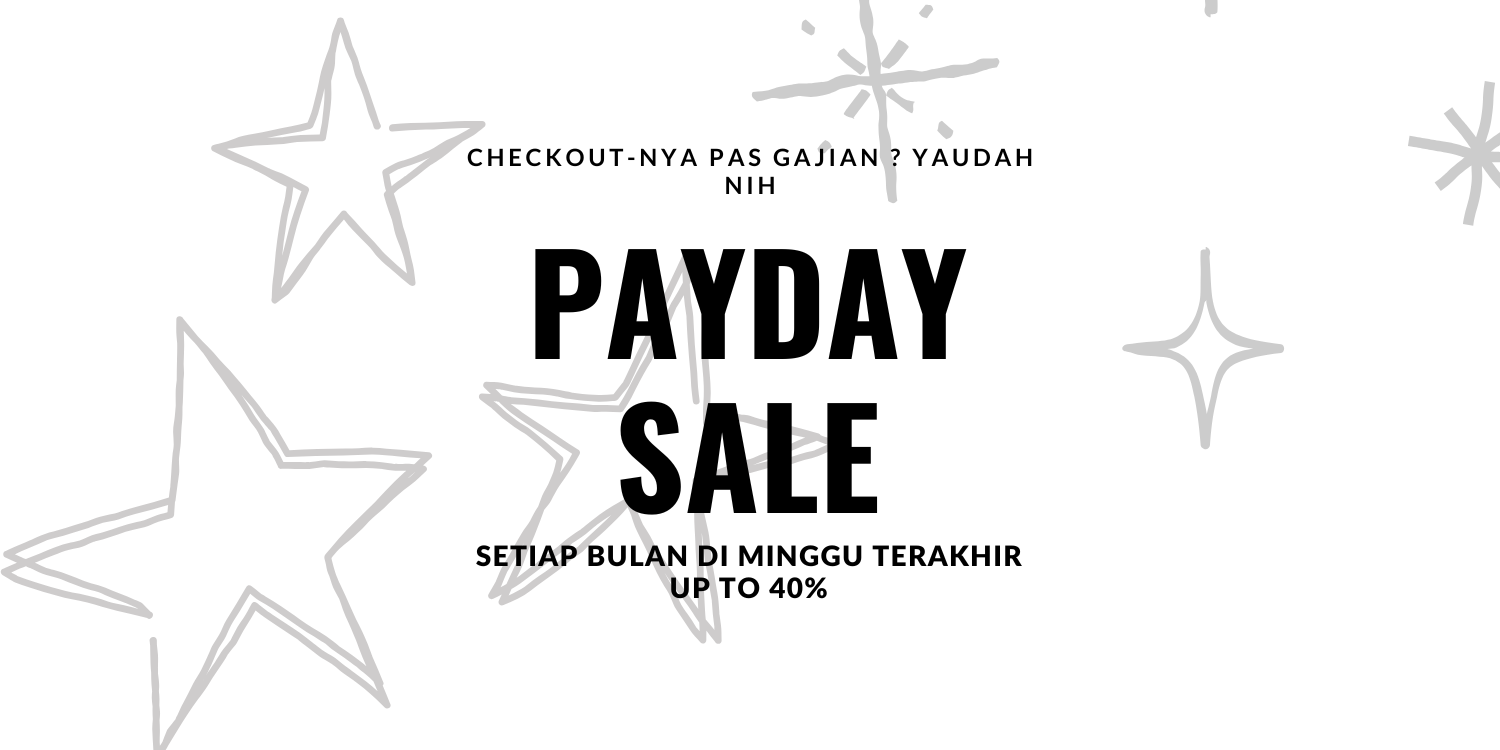 CHECKOUT-NYA PAS GAJIAN ? YAUDAH
NIH
PAYDAY
SALE
SETIAP BULAN DI MINGGU TERAKHIR
UP TO 40%